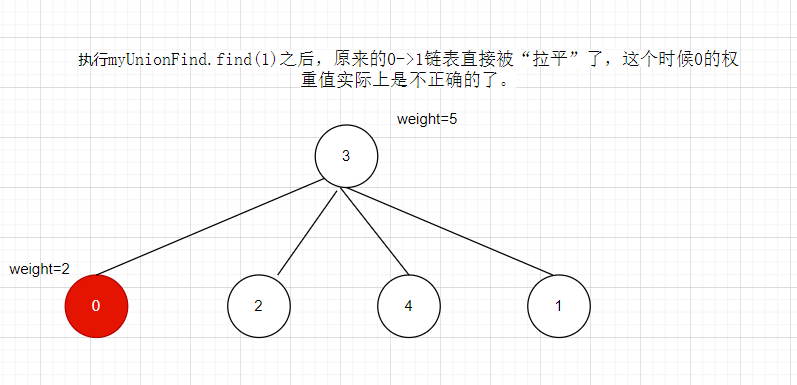 执行myUnionFind.find(1)之后，原来的0->1链表直接被“拉平”了，这个时候0的权
重值实际上是不正确的了。
weight=5
3
weight=2
0
2
4
1